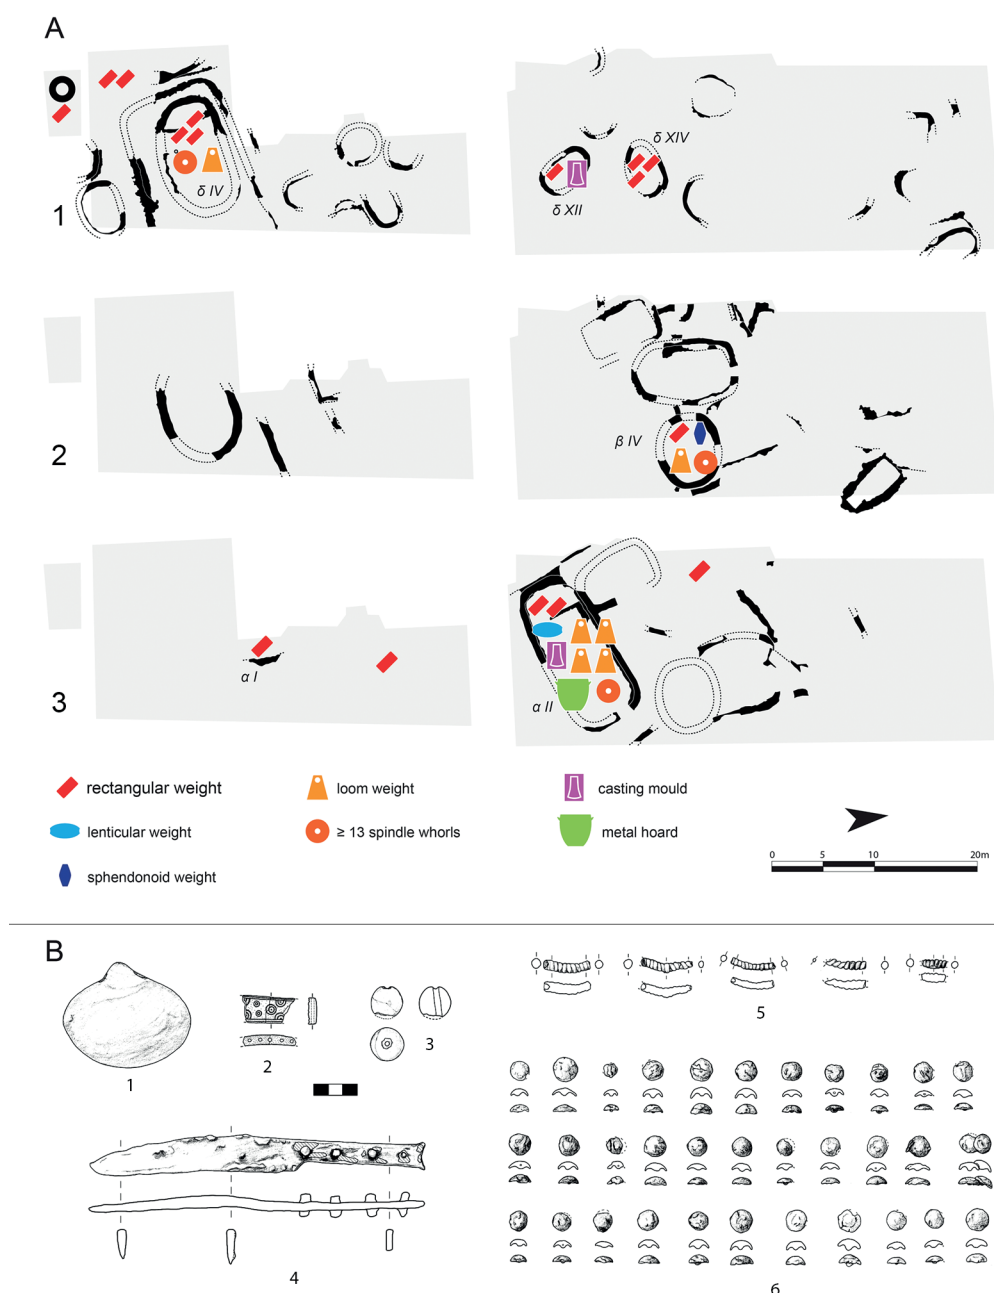 A
δ IV
1
δ XIV
δ XII
2
β IV
3
α I
α II
rectangular weight
loom weight
casting mould
lenticular weight
≥ 13 spindle whorls
metal hoard
sphendonoid weight
0 5 10 20m
B
1
2
3
4
5
6